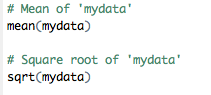 # Mean of 'mydata'
mean(mydata)
# Square root of 'mydata'
sqrt(mydata)